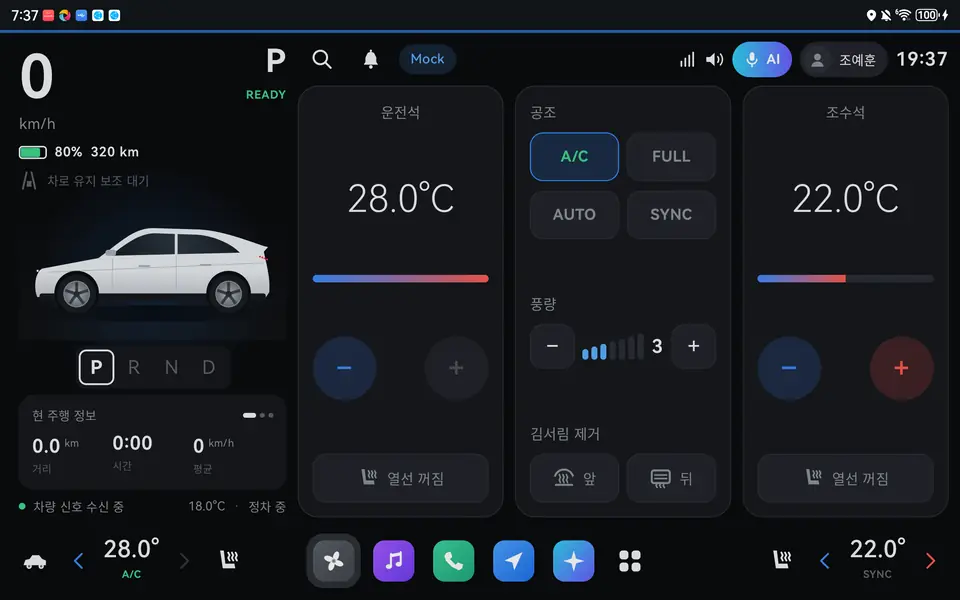 7:37
100
0
P
READY
km/h
80% 320 km
차로 유지 보조 대기
P R N D
현 주행 정보
0.0 km 0:00 0 km/h
거리 시간 평균
차량 신호 수신 중 18.0°C · 정차 중
Mock
AI
조예훈
19:37
운전석
28.0°C
− +
열선 꺼짐
공조
A/C FULL
AUTO SYNC
풍량
− 3 +
김서림 제거
앞 뒤
조수석
22.0°C
− +
열선 꺼짐
28.0°
A/C
22.0°
SYNC